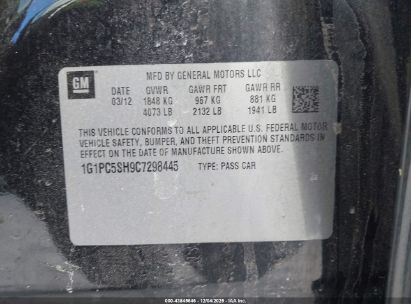 GM
MFD BY GENERAL MOTORS LLC
DATE GVWR GAWR FRT GAWR RR
03/12 1848 KG 967 KG 881 KG
4073 LB 2132 LB 1941 LB
THIS VEHICLE CONFORMS TO ALL APPLICABLE U.S. FEDERAL MOTOR
VEHICLE SAFETY, BUMPER, AND THEFT PREVENTION STANDARDS
IN EFFECT ON THE DATE OF MANUFACTURE SHOWN ABOVE.
1G1PC5SH9C7298445 TYPE: PASS CAR